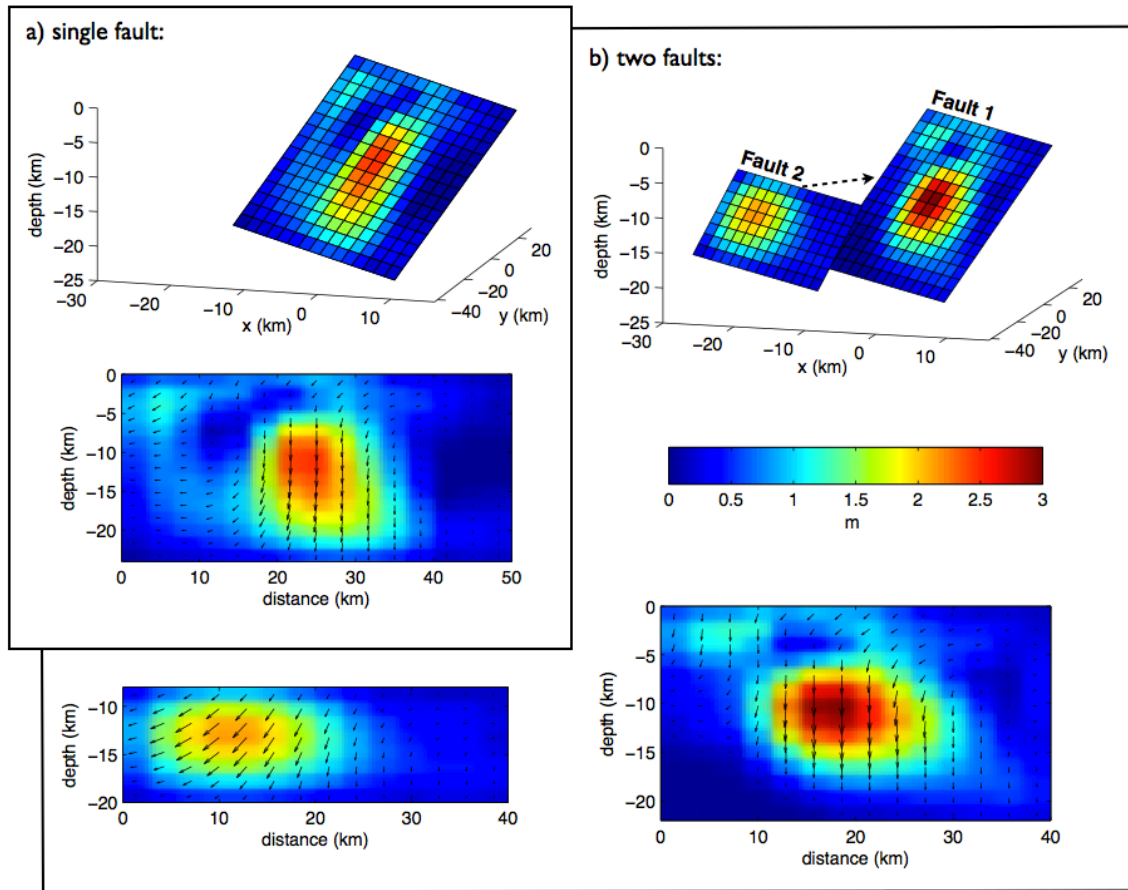 a) single fault:
0
−5
−10
−15
−20
−25
depth (km)
−30
−20
−10
0
10
x (km)
−40
−20
0
20
y (km)
0
−5
−10
−15
−20
depth (km)
0 10 20 30 40 50
distance (km)
b) two faults:
Fault 1
Fault 2
0
−5
−10
−15
−20
−25
depth (km)
−30
−20
−10
0
10
x (km)
−40
−20
0
20
y (km)
0 0.5 1 1.5 2 2.5 3
m
−10
−15
−20
depth (km)
0 10 20 30 40
distance (km)
0
−5
−10
−15
−20
depth (km)
0 10 20 30 40
distance (km)